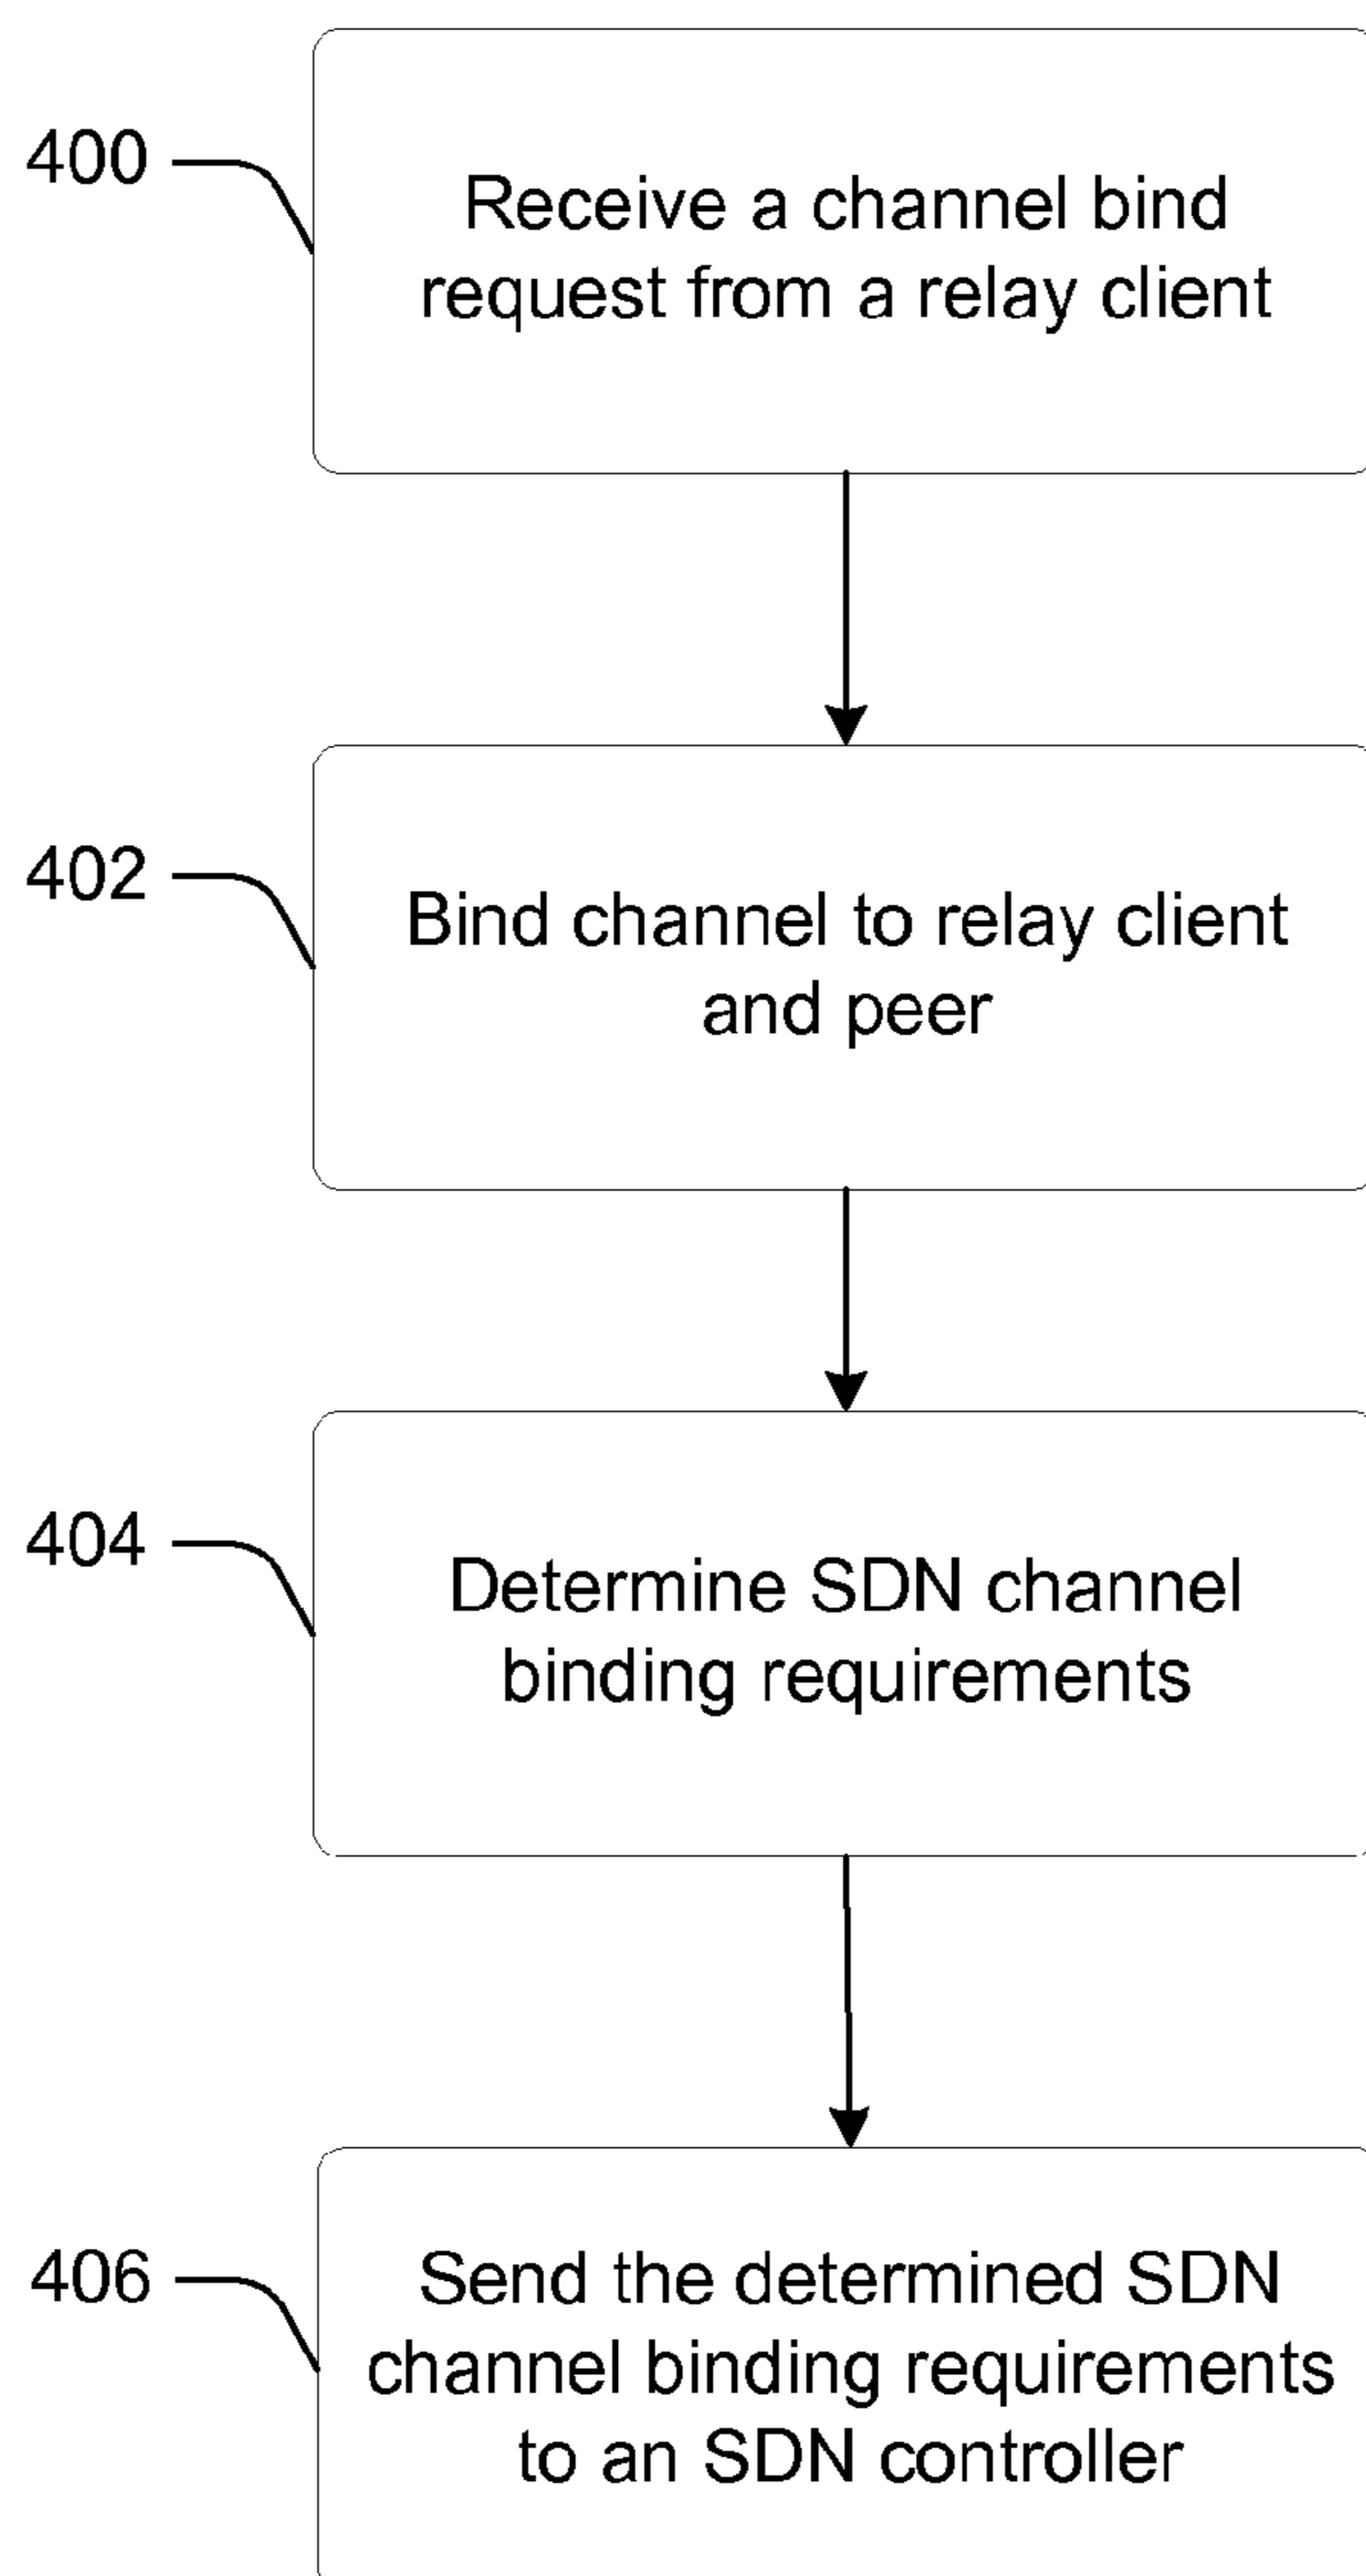 400
Receive a channel bind
request from a relay client
402
Bind channel to relay client
and peer
404
Determine SDN channel
binding requirements
406
Send the determined SDN
channel binding requirements
to an SDN controller